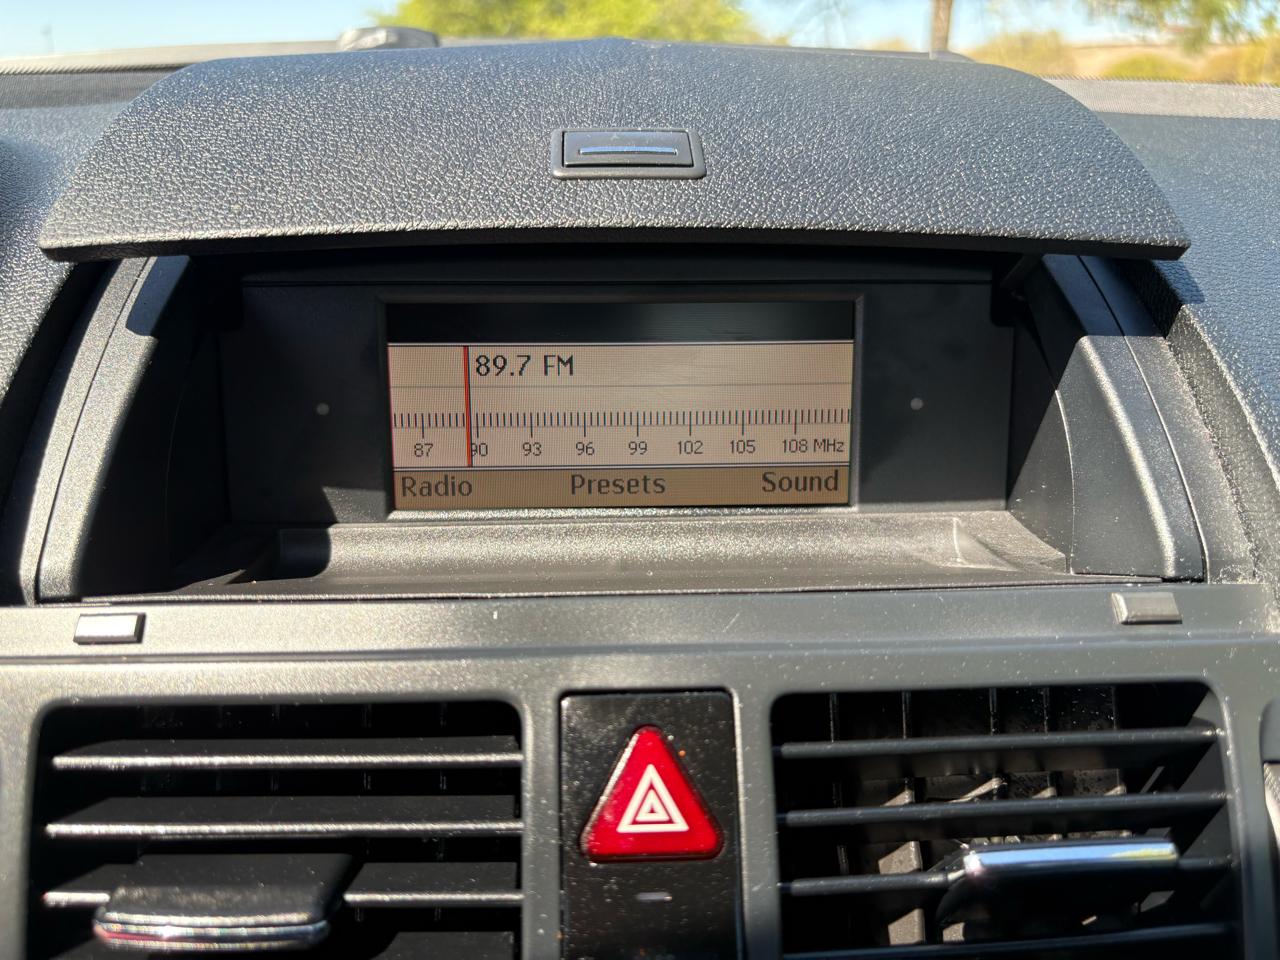 89.7 FM
87 90 93 96 99 102 105 108 MHz
Radio Presets Sound